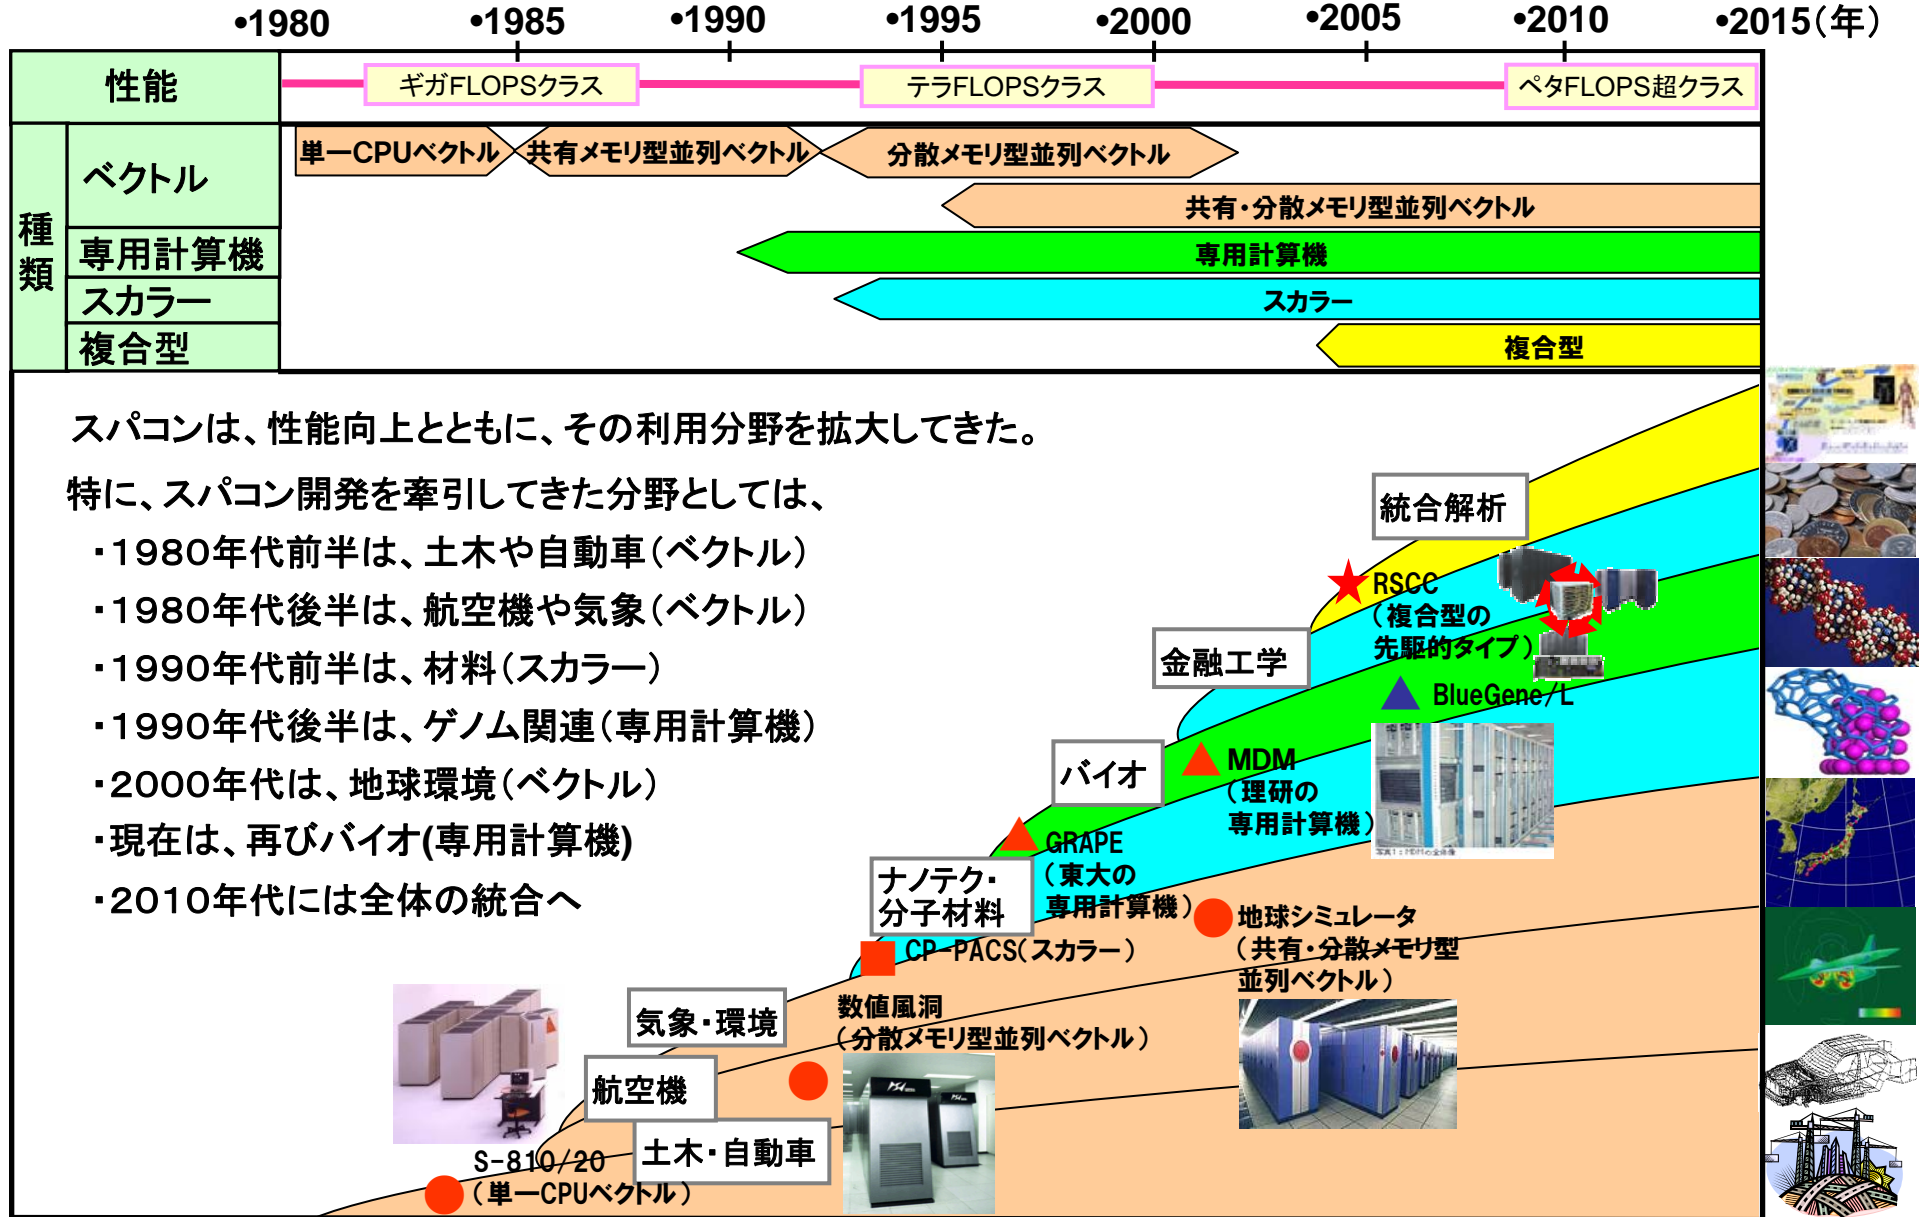 •1980 •1985 •1990 •1995 •2000 •2005 •2010 •2015(年)
性能
ギガFLOPSクラス
テラFLOPSクラス
ペタFLOPS超クラス
種類
ベクトル
単一CPUベクトル
共有メモリ型並列ベクトル
分散メモリ型並列ベクトル
共有・分散メモリ型並列ベクトル
専用計算機
専用計算機
スカラー
スカラー
複合型
複合型
スパコンは、性能向上とともに、その利用分野を拡大してきた。
特に、スパコン開発を牽引してきた分野としては、
・1980年代前半は、土木や自動車(ベクトル)
・1980年代後半は、航空機や気象(ベクトル)
・1990年代前半は、材料(スカラー)
・1990年代後半は、ゲノム関連(専用計算機)
・2000年代は、地球環境(ベクトル)
・現在は、再びバイオ(専用計算機)
・2010年代には全体の統合へ
統合解析
RSCC
(複合型の
先駆的タイプ)
金融工学
BlueGene/L
バイオ
MDM
(理研の
専用計算機)
写真1:MDMの全体像
GRAPE
(東大の
専用計算機)
ナノテク・
分子材料
CP-PACS(スカラー)
地球シミュレータ
(共有・分散メモリ型
並列ベクトル)
気象・環境
数値風洞
(分散メモリ型並列ベクトル)
航空機
土木・自動車
S-810/20
(単一CPUベクトル)